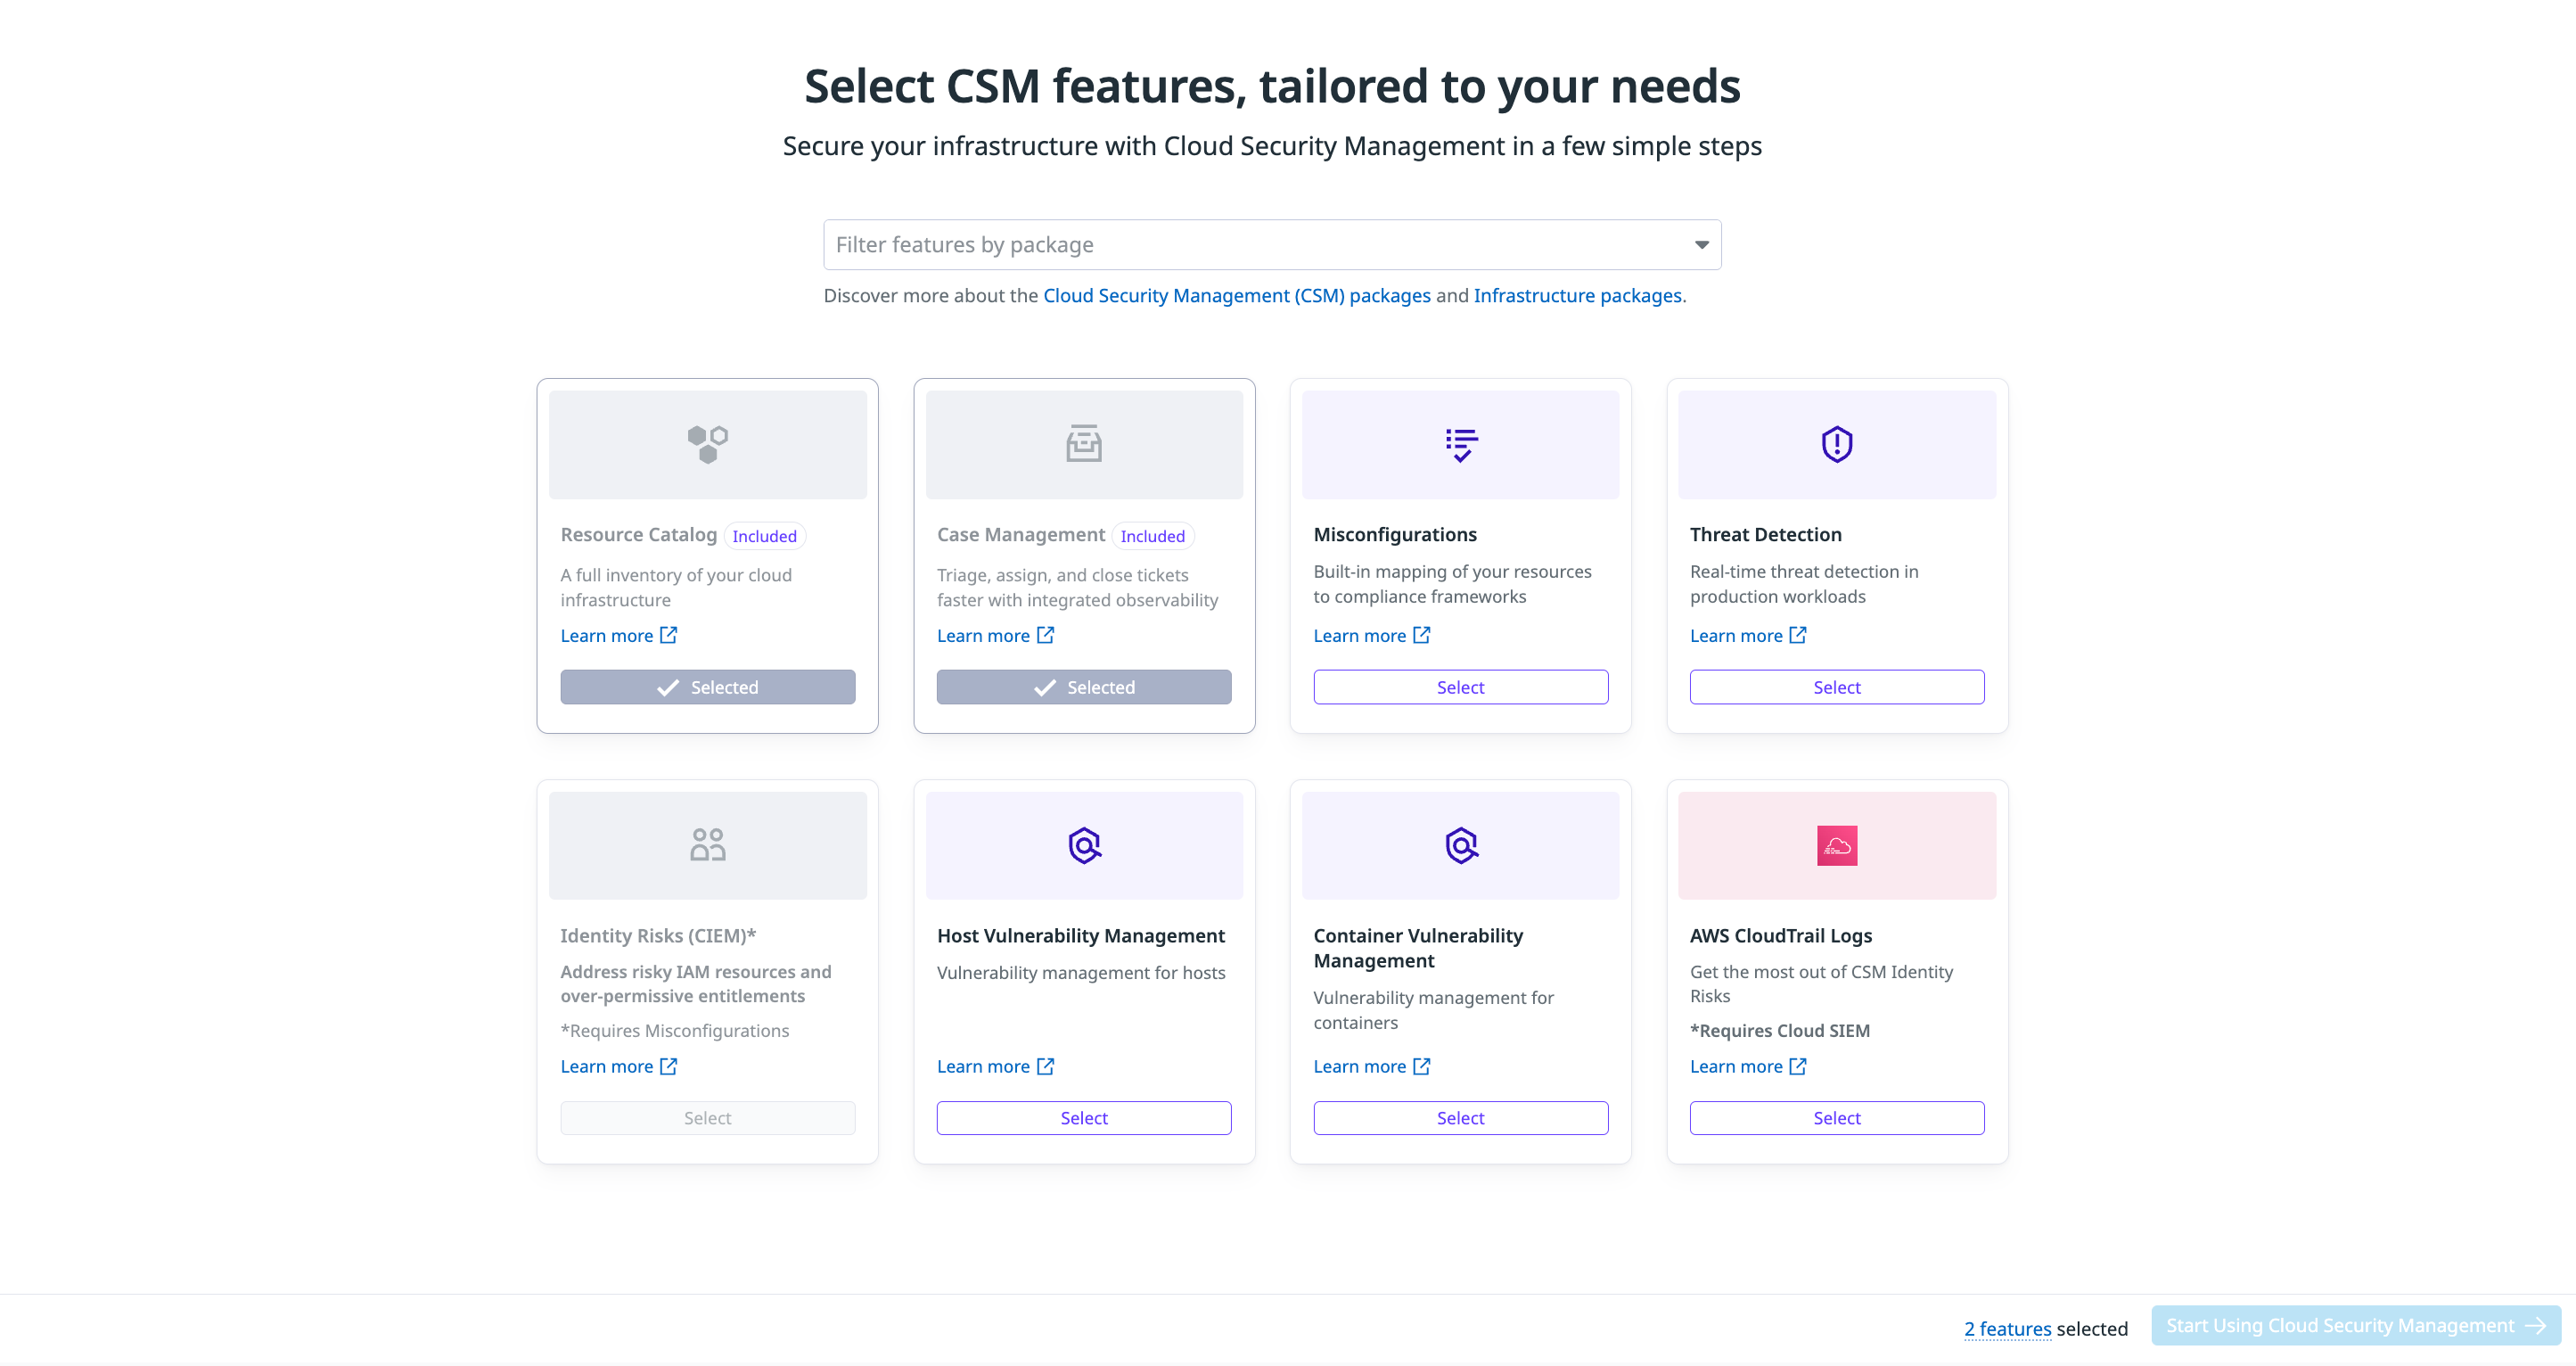 Select CSM features, tailored to your needs
Secure your infrastructure with Cloud Security Management in a few simple steps
Filter features by package
Discover more about the Cloud Security Management (CSM) packages and Infrastructure packages.
Resource Catalog Included
A full inventory of your cloud
infrastructure
Learn more
Selected
Case Management Included
Triage, assign, and close tickets
faster with integrated observability
Learn more
Selected
Misconfigurations
Built-in mapping of your resources
to compliance frameworks
Learn more
Select
Threat Detection
Real-time threat detection in
production workloads
Learn more
Select
Identity Risks (CIEM)*
Address risky IAM resources and
over-permissive entitlements
*Requires Misconfigurations
Learn more
Select
Host Vulnerability Management
Vulnerability management for hosts
Learn more
Select
Container Vulnerability
Management
Vulnerability management for
containers
Learn more
Select
AWS CloudTrail Logs
Get the most out of CSM Identity
Risks
*Requires Cloud SIEM
Learn more
Select
2 features selected
Start Using Cloud Security Management